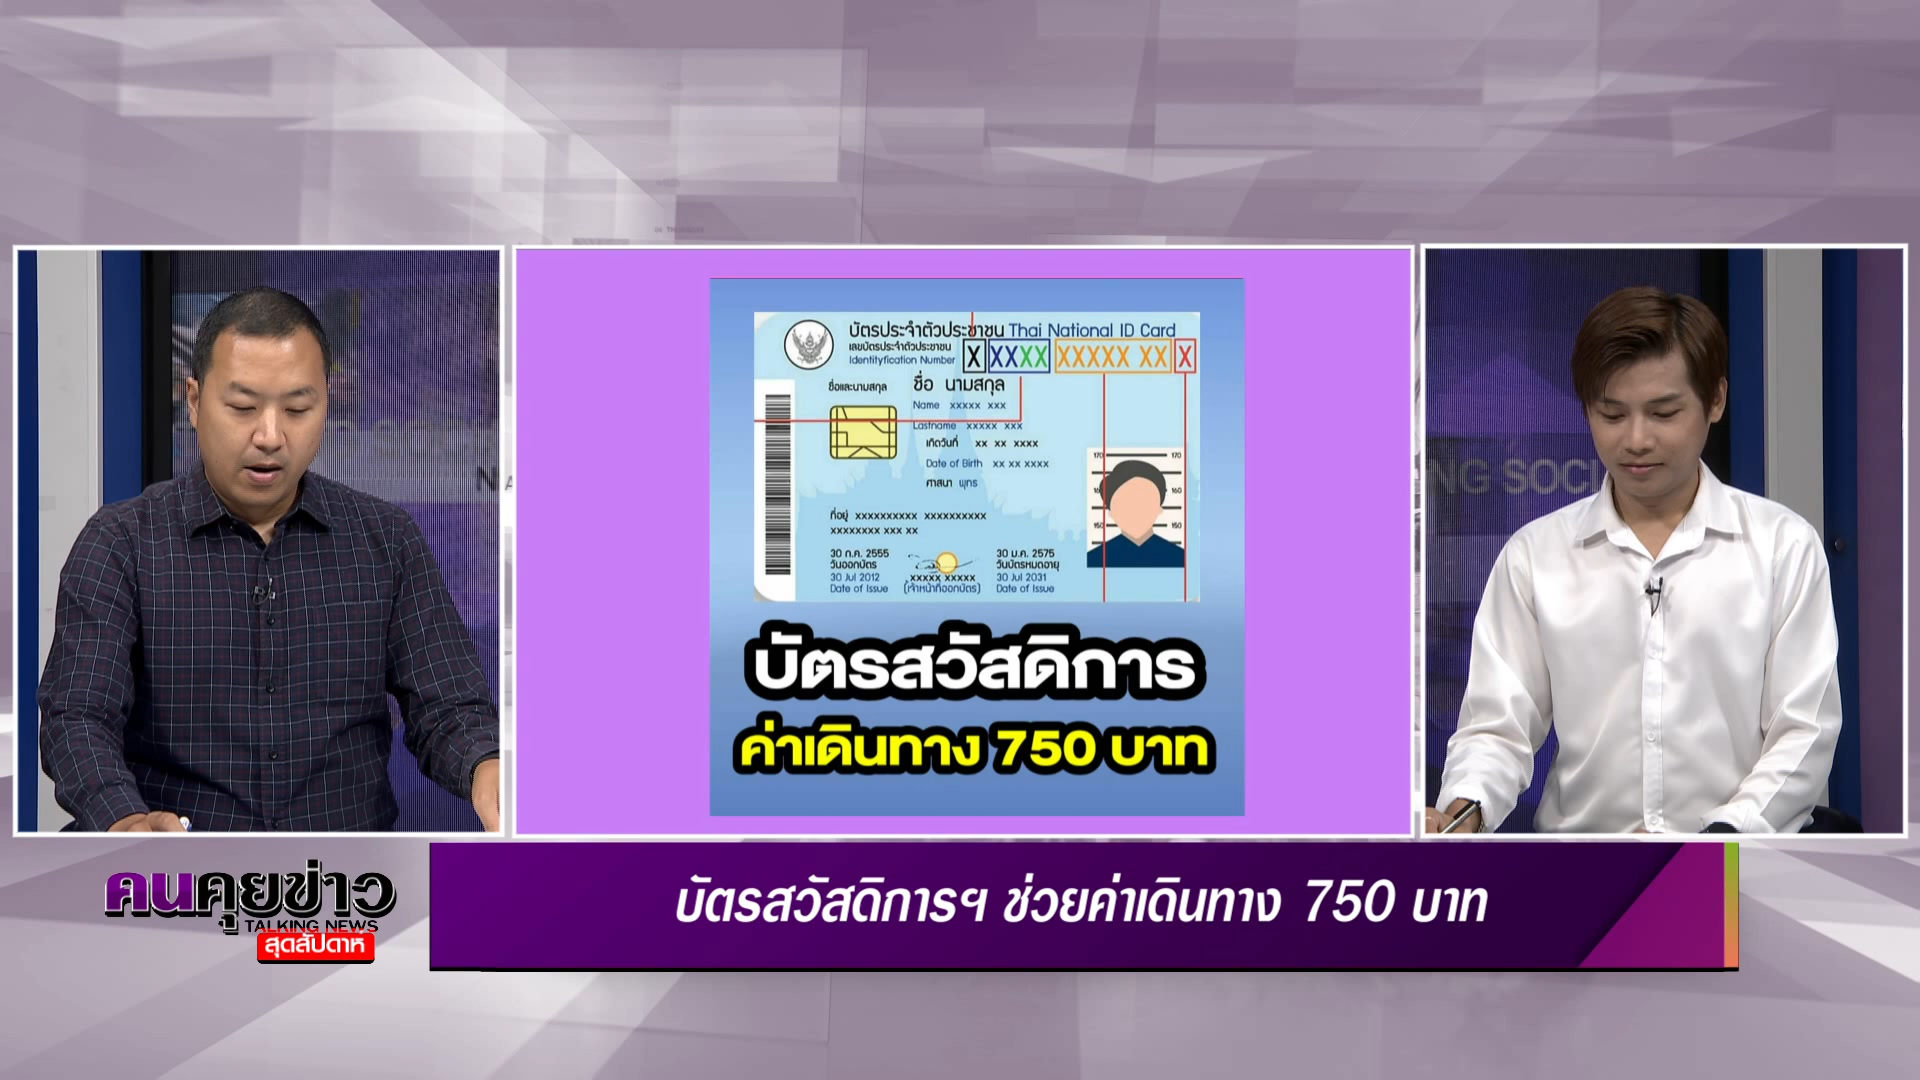 บัตรประจำตัวประชาชน Thai National ID Card
เลขบัตรประจำตัวประชาชน
Identityfication Number X XXXX XXXXX XX X
ชื่อและนามสกุล ชื่อ นามสกุล
Name xxxxx xxx
Lastname xxxxx xxx
เกิดวันที่ xx xx xxxx
Date of Birth xx xx xxxx
ศาสนา พุทธ
170 170
160 160
150 150
ที่อยู่ xxxxxxxxxx xxxxxxxxxx
xxxxxxxx xxx xx
30 ก.ค. 2555 30 ม.ค. 2575
วันออกบัตร วันบัตรหมดอายุ
30 Jul 2012 xxxxx xxxxx 30 Jul 2031
Date of Issue (เจ้าหน้าที่ออกบัตร) Date of Issue
บัตรสวัสดิการ
ค่าเดินทาง 750 บาท
NG SOCI
คนคุยข่าว
TALKING NEWS
สุดสัปดาห์
บัตรสวัสดิการฯ ช่วยค่าเดินทาง 750 บาท